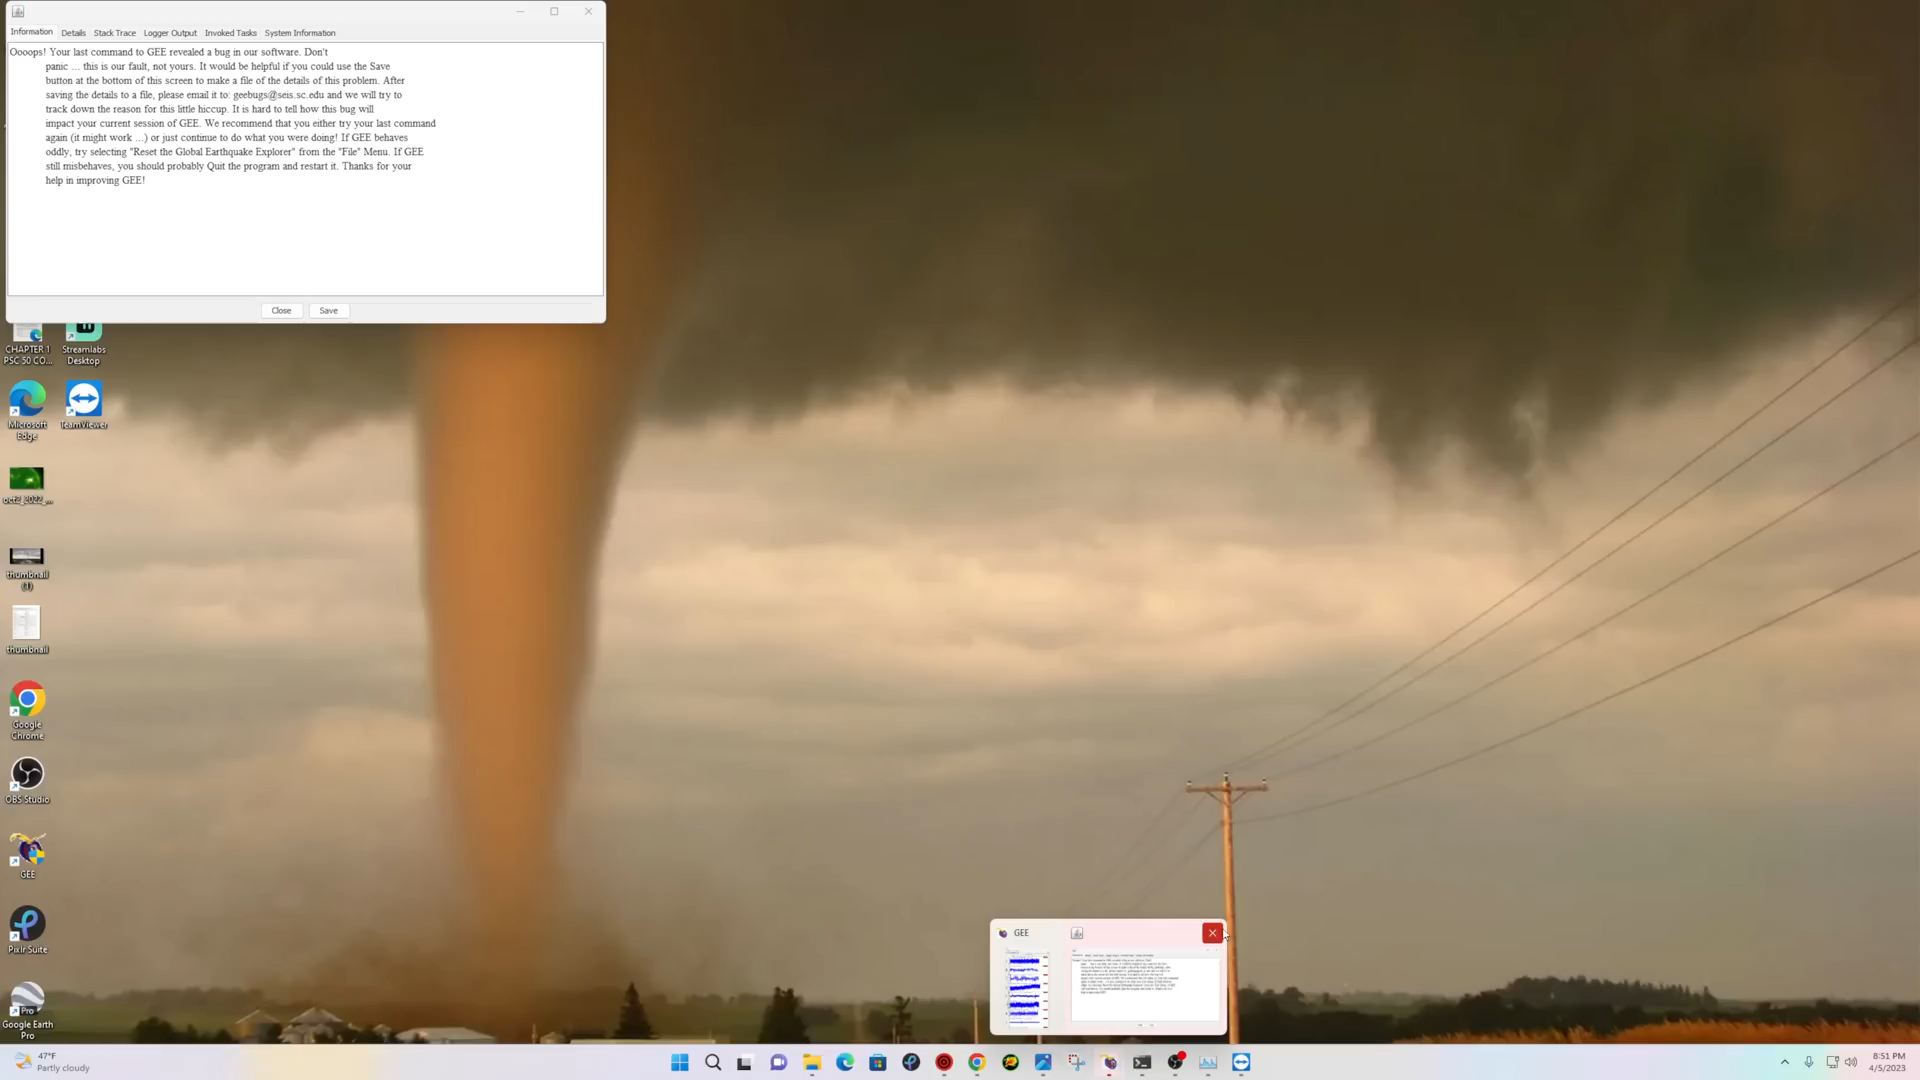 Information Details Stack Trace Logger Output Invoked Tasks System Information
Oooops! Your last command to GEE revealed a bug in our software. Don't
panic ... this is our fault, not yours. It would be helpful if you could use the Save
button at the bottom of this screen to make a file of the details of this problem. After
saving the details to a file, please email it to: geebugs@seis.sc.edu and we will try to
track down the reason for this little hiccup. It is hard to tell how this bug will
impact your current session of GEE. We recommend that you either try your last command
again (it might work ...) or just continue to do what you were doing! If GEE behaves
oddly, try selecting "Reset the Global Earthquake Explorer" from the "File" Menu. If GEE
still misbehaves, you should probably Quit the program and restart it. Thanks for your
help in improving GEE!
Close Save
CHAPTER 1
PSC 50 CO...
Streamlabs
Desktop
Microsoft
Edge
TeamViewer
oct2_2022_...
thumbnail
(1)
thumbnail
Google
Chrome
OBS Studio
GEE
Pixlr Suite
Pro
Google Earth
Pro
GEE
47°F
Partly cloudy
8:51 PM
4/5/2023